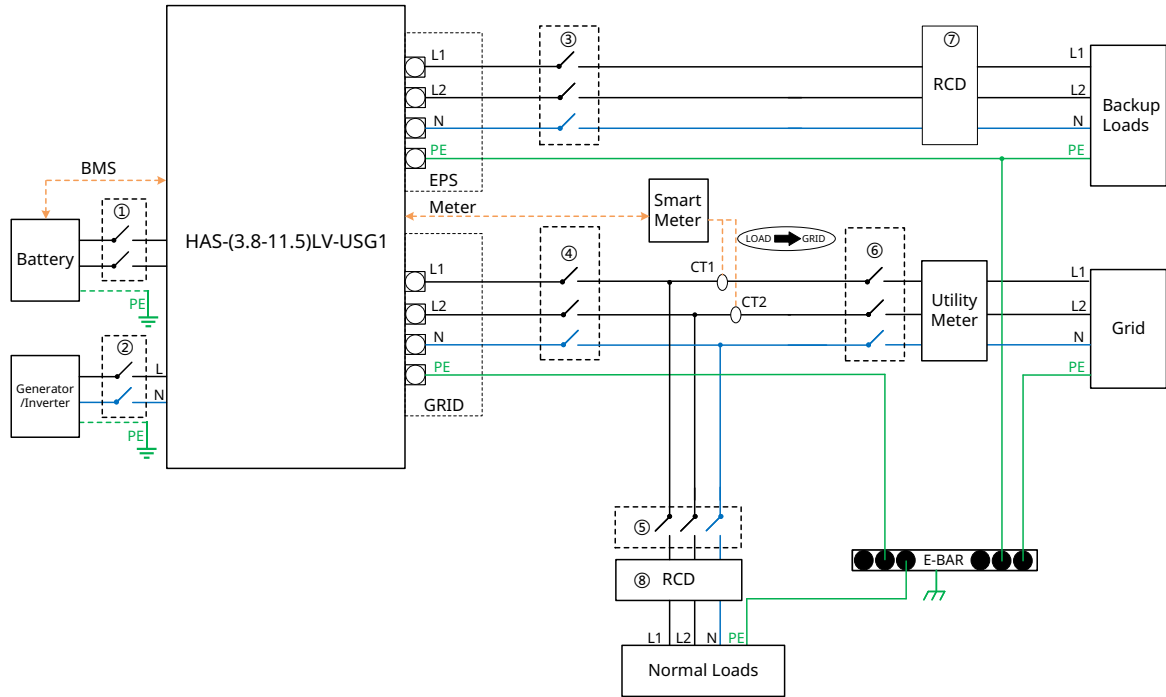 ③
⑦
L1
L1
L2
RCD
L2
Backup
Loads
N
N
PE
PE
BMS
EPS
Smart
Meter
Meter
①
LOAD GRID
HAS-(3.8-11.5)LV-USG1
④
⑥
Battery
L1
CT1
L1
PE
L2
CT2
Utility
Meter
L2
Grid
②
N
N
L
PE
PE
Generator
/Inverter
N
GRID
PE
⑤
E-BAR
⑧ RCD
L1 L2 N PE
Normal Loads